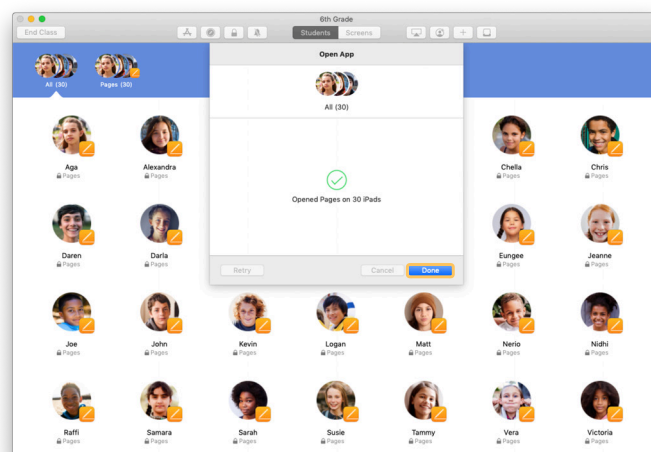 6th Grade
End Class
Students
Screens
Open App
All (30)
Pages (30)
All (30)
Opened Pages on 30 iPads
Retry
Cancel
Done
Aga
Alexandra
Chella
Chris
Pages
Pages
Pages
Pages
Daren
Darla
Eungee
Jeanne
Pages
Pages
Pages
Pages
Joe
John
Kevin
Logan
Matt
Nerio
Nidhi
Pages
Pages
Pages
Pages
Pages
Pages
Pages
Raffi
Samara
Sarah
Susie
Tammy
Vera
Victoria
Pages
Pages
Pages
Pages
Pages
Pages
Pages